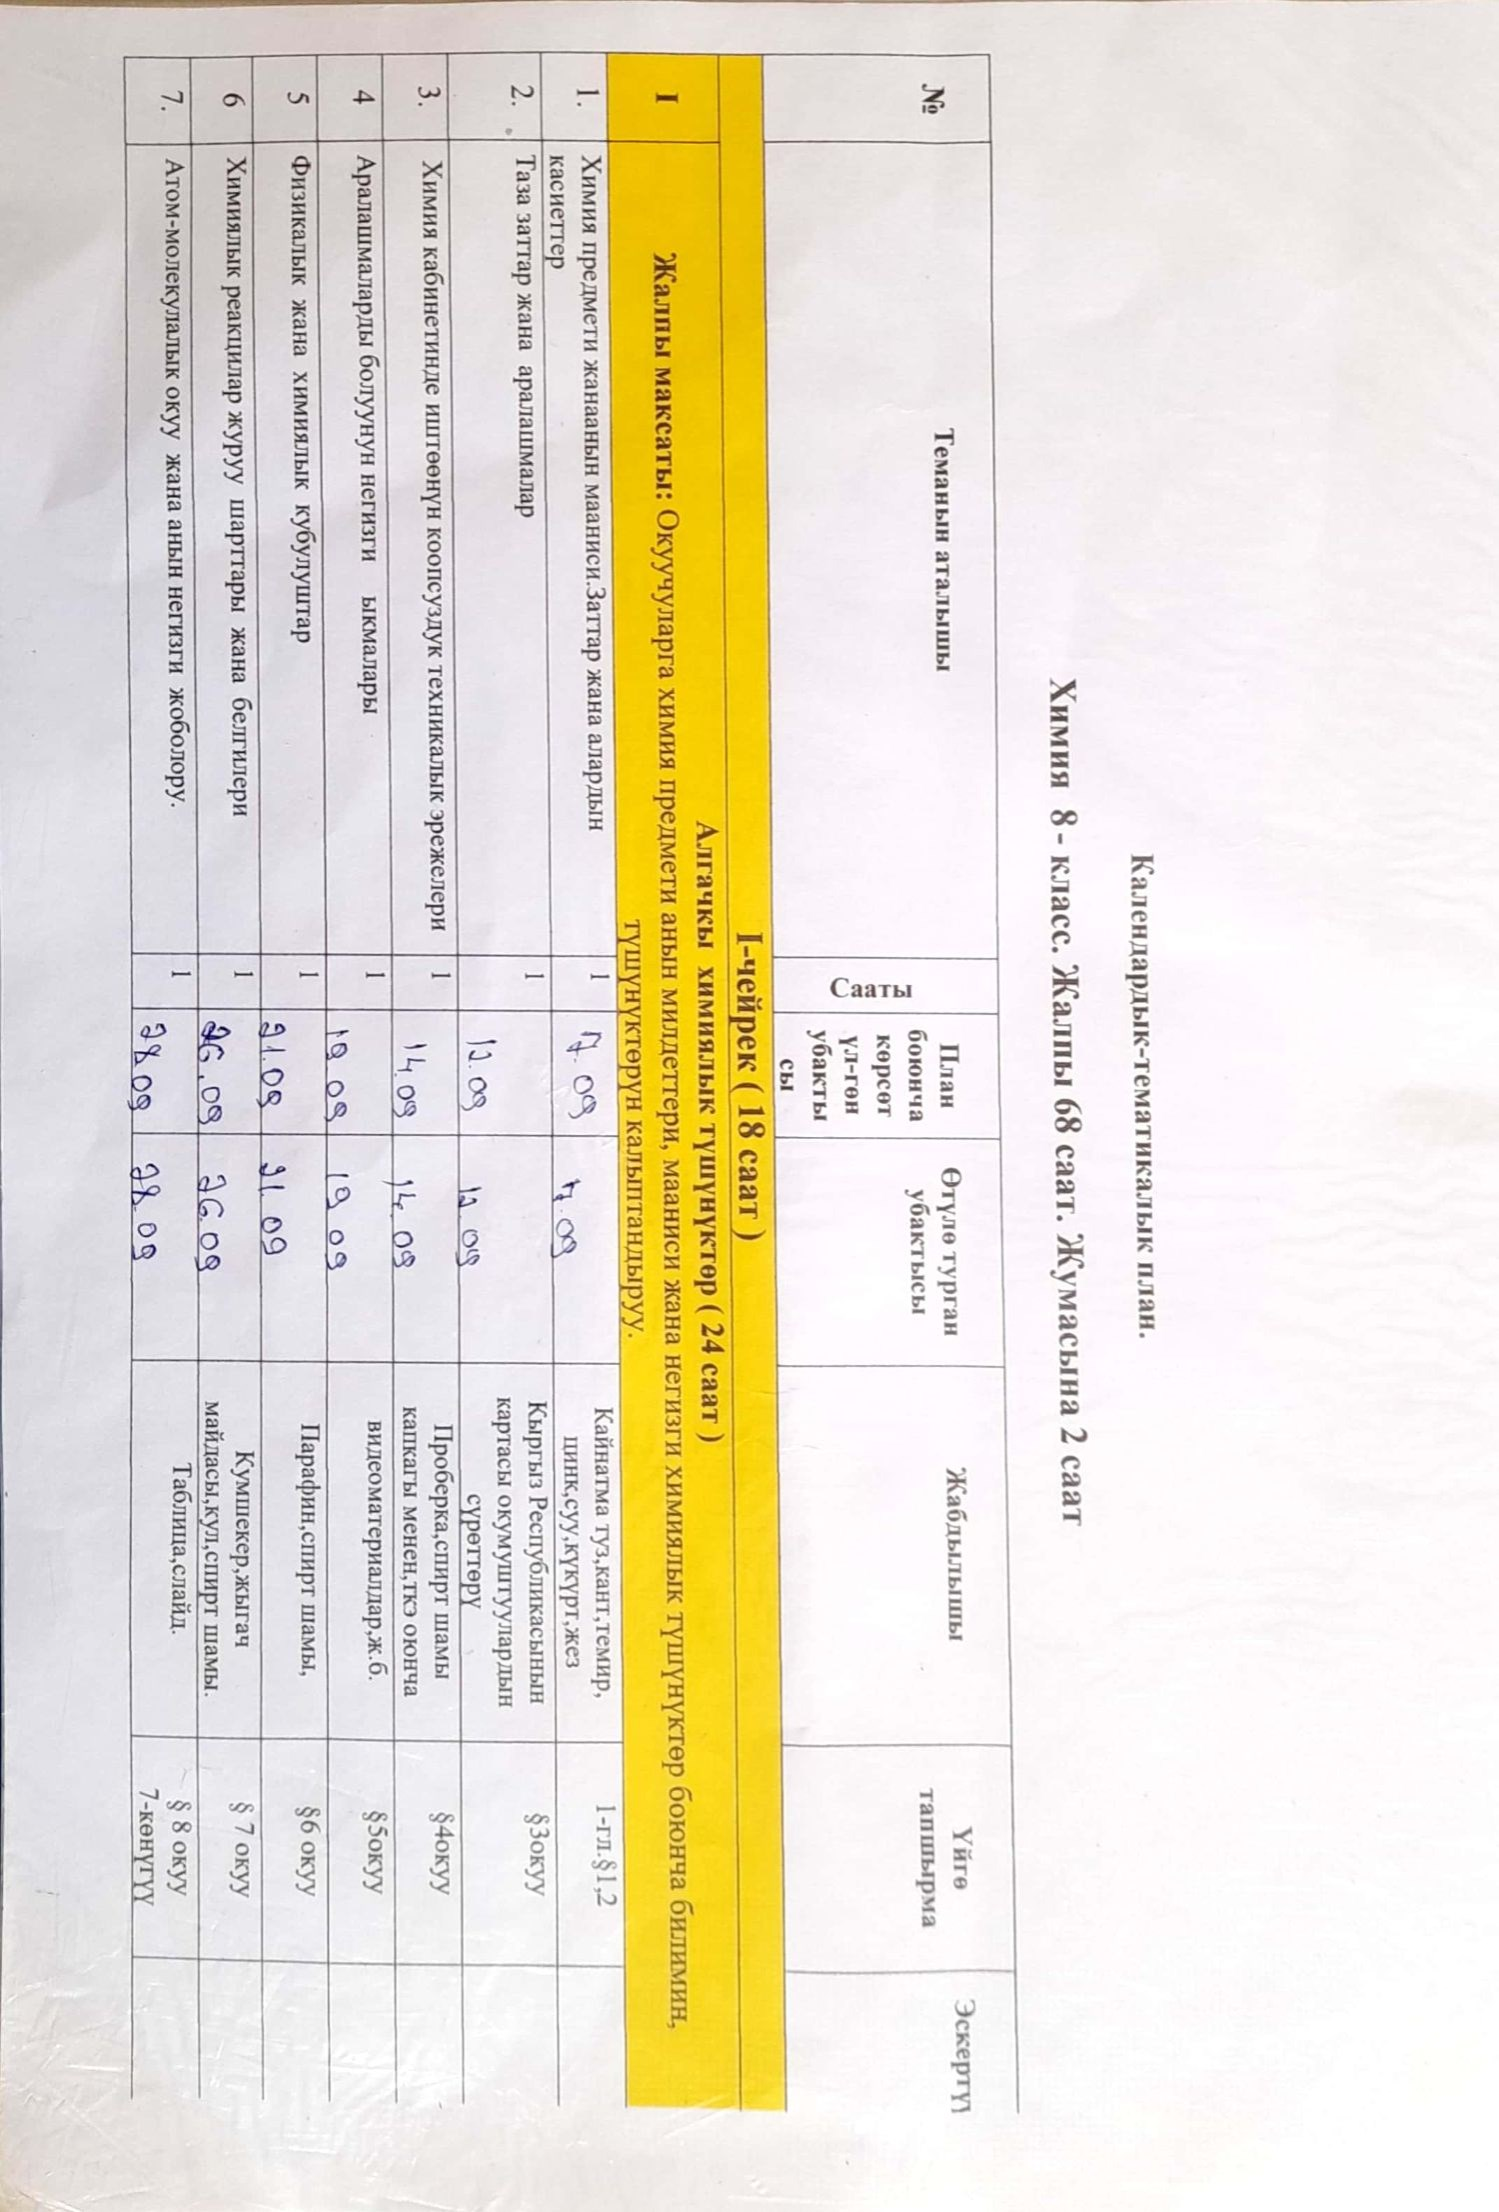 Календардык-тематикалык план.
Химия 8 - класс. Жалпы 68 саат. Жумасына 2 саат
№
Теманын аталышы
Сааты
План
боюнча
көрсөт
үл-гөн
убакты
сы
Өтүлө турган
убактысы
Жабдылышы
Үйгө
тапшырма
Эскертүү
I-чейрек ( 18 саат )
Алгачкы химиялык түшүнүктөр ( 24 саат )
I
Жалпы максаты: Окуучуларга химия предмети анын милдеттери, мааниси жана негизги химиялык түшүнүктөр боюнча билимин,
түшүнүктөрүн калыптандыруу.
1.
Химия предмети жанаанын мааниси.Заттар жана алардын
касиеттер
1
7.09
7.09
Кайнатма туз,кант,темир,
цинк,суу,күкүрт,жез
1-гл.§1,2
2.
Таза заттар жана аралашмалар
1
12.09
12.09
Кыргыз Республикасынын
картасы окумуштуулардын
сүрөттөрү
§3окуу
3.
Химия кабинетинде иштөөнүн коопсуздук техникалык эрежелери
1
14.09
14.09
Проберка,спирт шамы
капкагы менен,ткэ оюнча
§4окуу
4
Аралашмаларды болуунун негизги ыкмалары
1
19 09
19 09
видеоматериалдар,ж.б.
§5окуу
5
Физикалык жана химиялык кубулуштар
1
21.09
21.09
Парафин,спирт шамы,
§6 окуу
6
Химиялык реакцилар журуу шарттары жана белгилери
1
26.09
26.09
Кумшекер,жыгач
майдасы,кул,спирт шамы.
§ 7 окуу
7.
Атом-молекулалык окуу жана анын негизги жоболору.
1
28.09
28.09
Таблица,слайд.
§ 8 окуу
7-көнүгүү